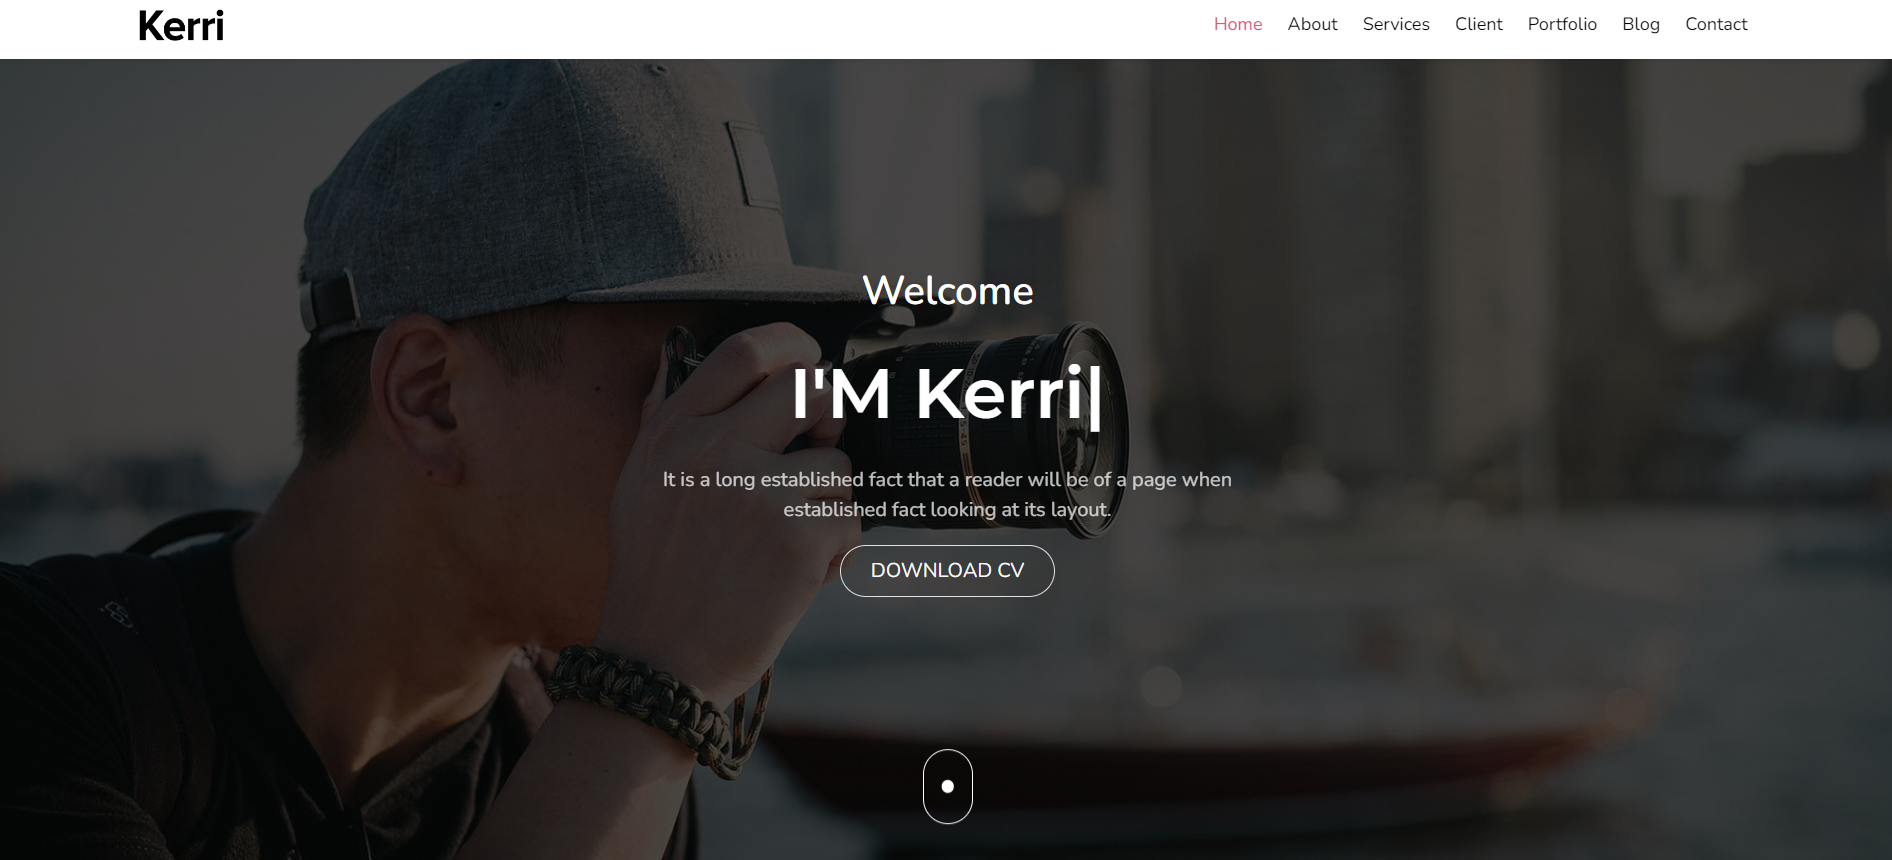 Kerri
Home About Services Client Portfolio Blog Contact
Welcome
I'M Kerri|
It is a long established fact that a reader will be of a page when
established fact looking at its layout.
DOWNLOAD CV